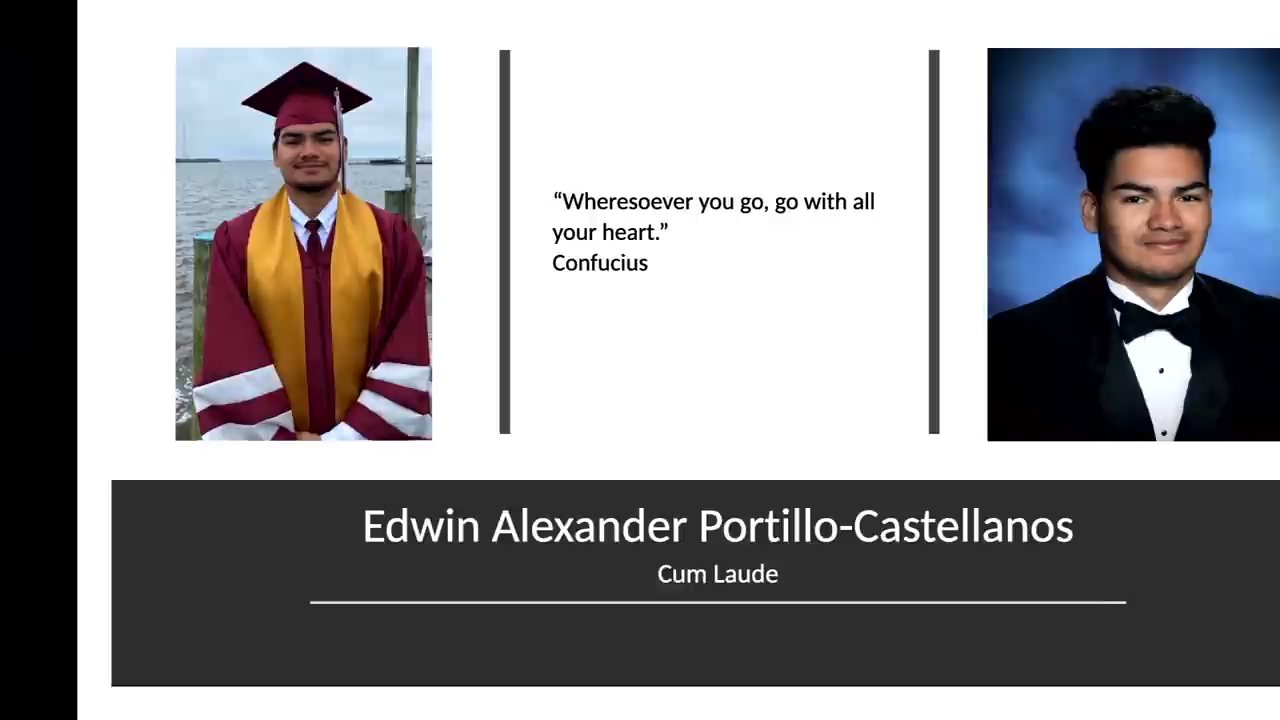 “Wheresoever you go, go with all
your heart.”
Confucius
Edwin Alexander Portillo-Castellanos
Cum Laude